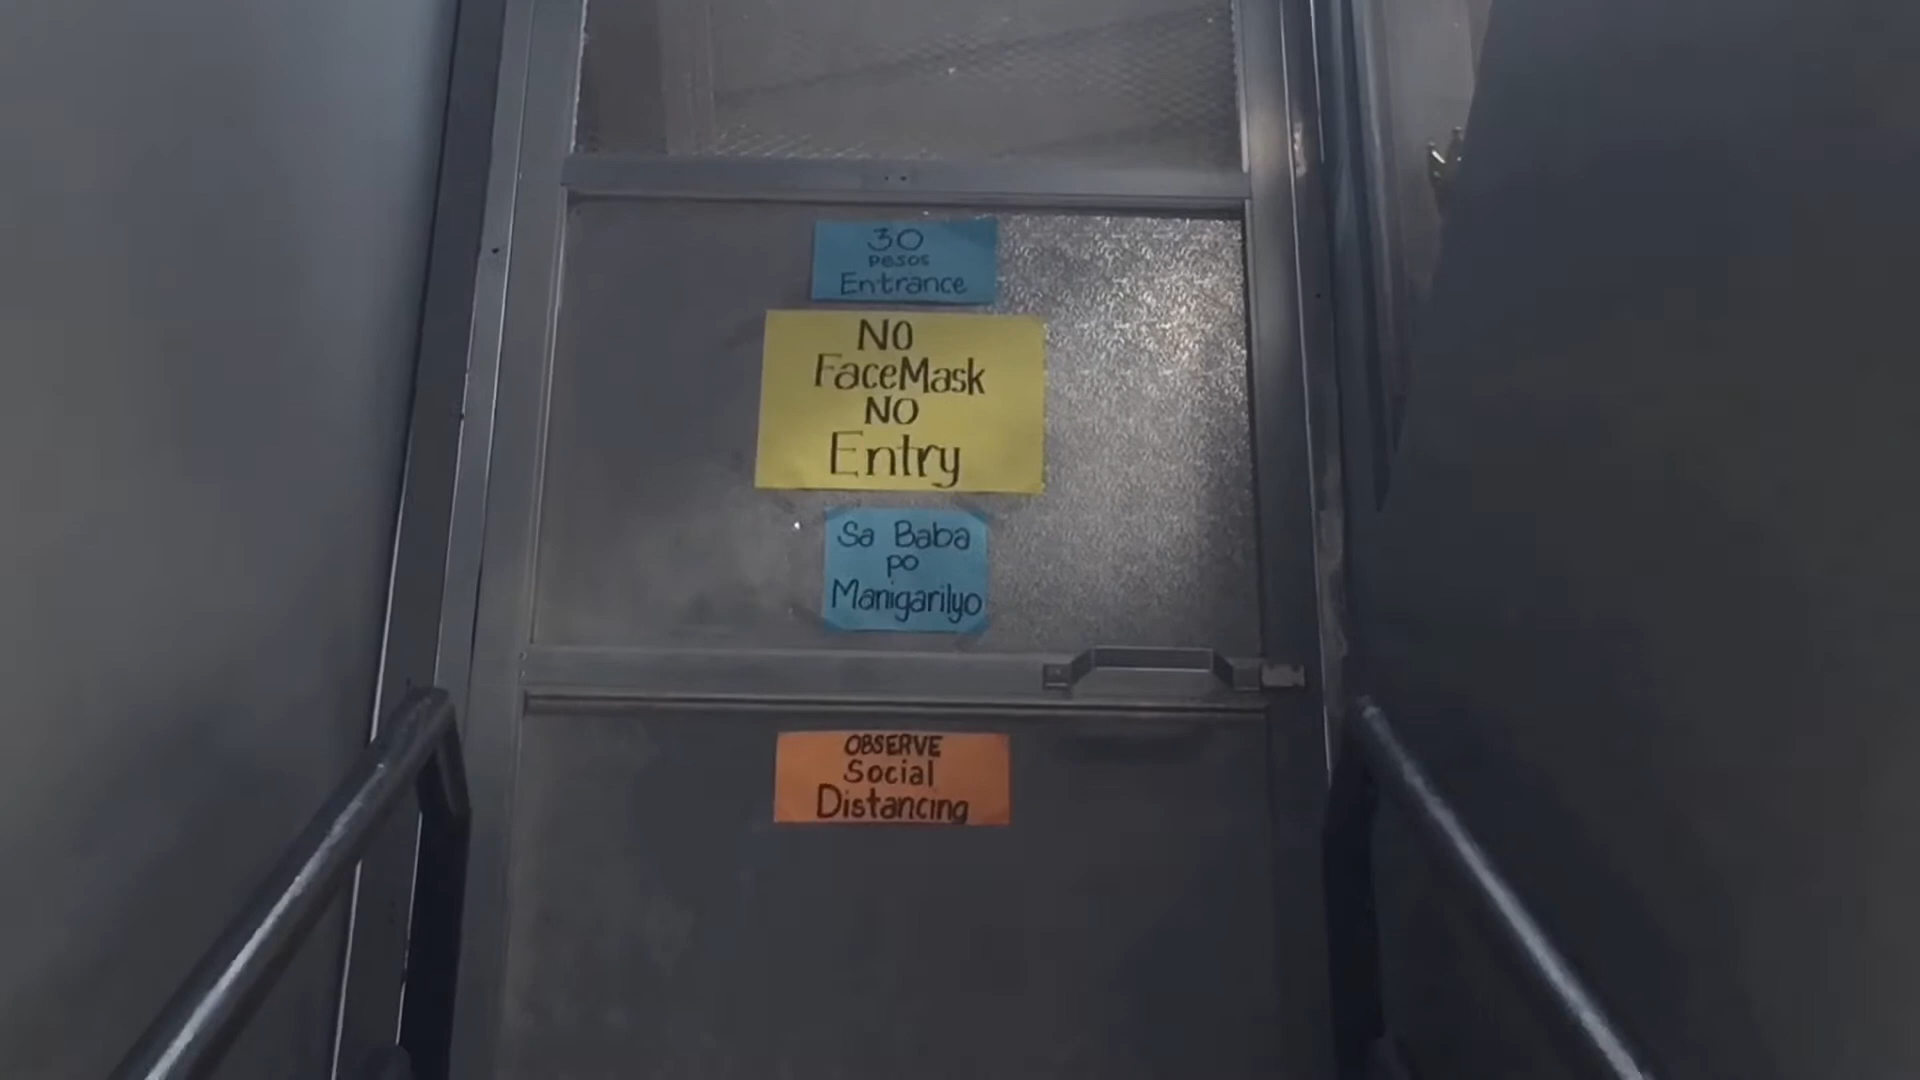 30
pesos
Entrance
NO
FaceMask
NO
Entry
Sa Baba
po
Manigarilyo
OBSERVE
Social
Distancing